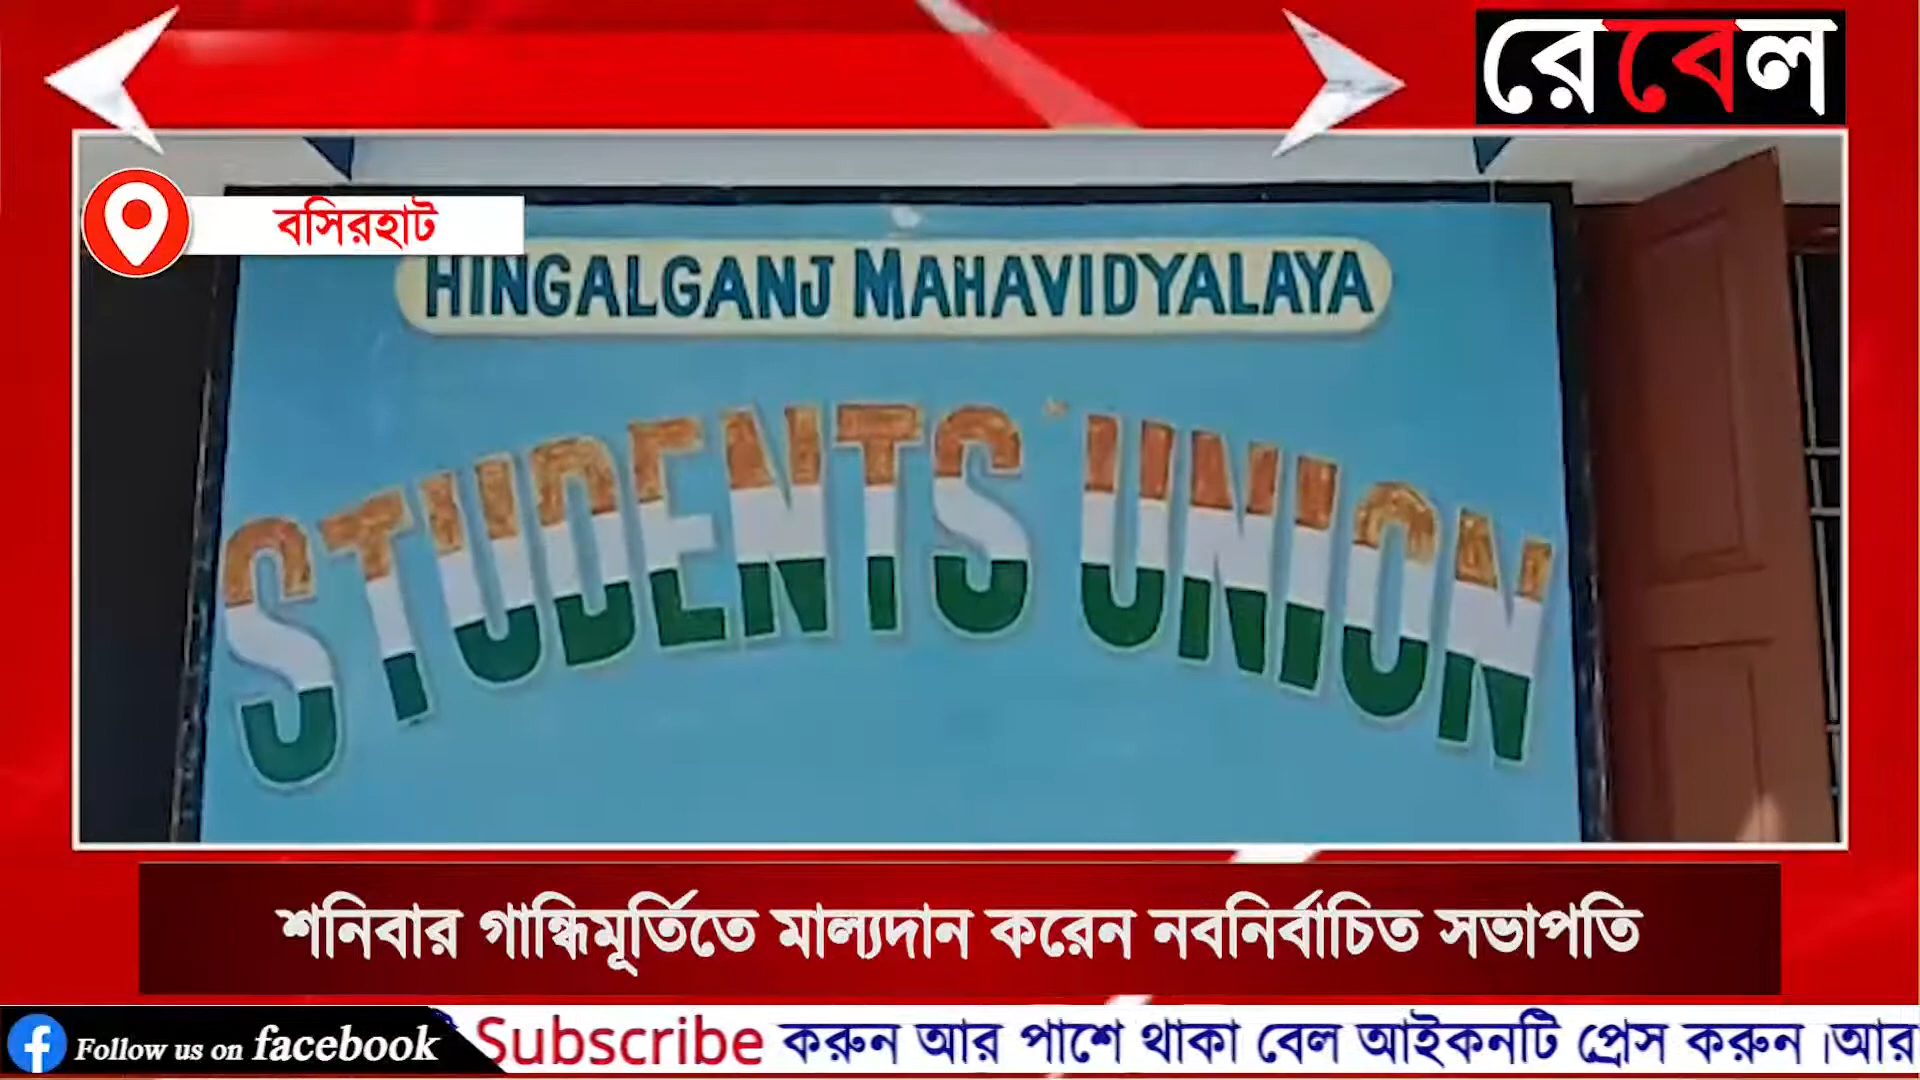 রেবেল
বসিরহাট
HINGALGANJ MAHAVIDYALAYA
STUDENTS UNION
শনিবার গান্ধিমূর্তিতে মাল্যদান করেন নবনির্বাচিত সভাপতি
Follow us on facebook
Subscribe করুন আর পাশে থাকা বেল আইকনটি প্রেস করুন।আর